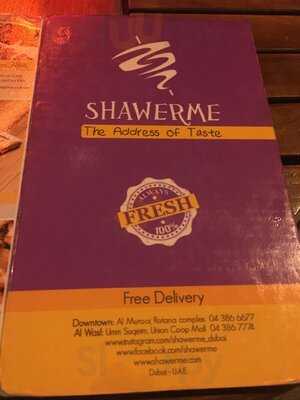 SHAWERME
The Address of Taste
ALWAYS
FRESH
100%
Free Delivery
Downtown: Al Murooj Rotana complex 04 386 6677
Al Wasl: Umm Suqeim, Union Coop Mall 04 386 7774
www.instagram.com/shawerme_dubai
www.facebook.com/shawerme
www.shawerme.com
Dubai - U.A.E.